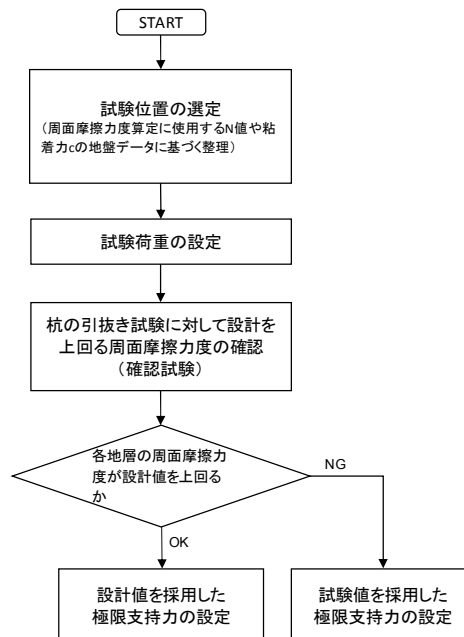 START
試験位置の選定
（周面摩擦力度算定に使用するN値や粘
着力cの地盤データに基づく整理）
試験荷重の設定
杭の引抜き試験に対して設計を
上回る周面摩擦力度の確認
（確認試験）
各地層の周面摩擦力
度が設計値を上回る
か
NG
OK
設計値を採用した
極限支持力の設定
試験値を採用した
極限支持力の設定